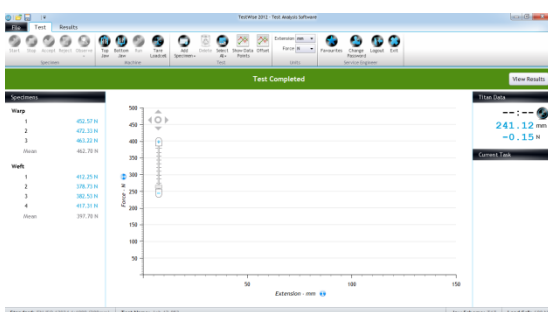 TestWise 2012 - Test Analysis Software
File Test Results
Start Stop Accept Reject Observe
Top Jaw Bottom Jaw Run Tare Loadcell
Add Specimen Delete Select All Show Data Points Offset
Extension mm
Force N
Favourites Change Password Logout Exit
Specimen Machine Test Units Service Engineer
Test Completed
View Results
Specimens
Warp
1 452.57 N
2 472.33 N
3 463.22 N
Mean 462.70 N
Weft
1 412.25 N
2 378.73 N
3 382.53 N
4 417.31 N
Mean 397.70 N
500
450
400
350
300
250
200
150
100
50
Force - N
50 100 150
Extension - mm
Titan Data
--:--
241.12 mm
-0.15 N
Current Task